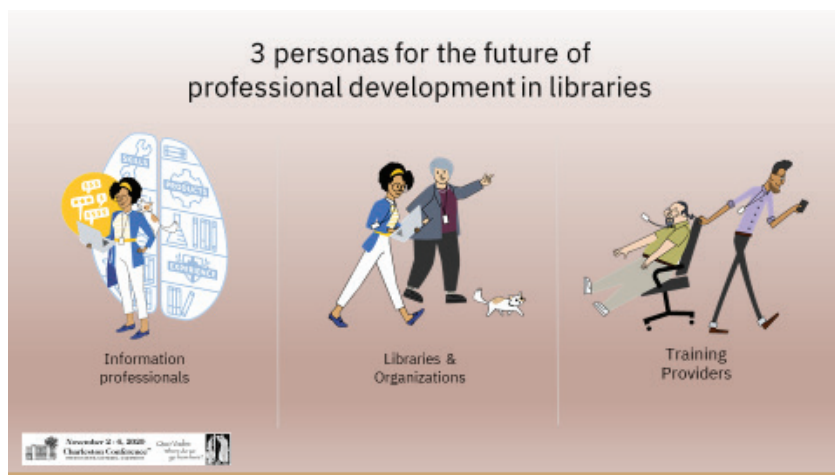 3 personas for the future of
professional development in libraries
SKILLS
PRODUCTS
EXPERIENCE
Information
professionals
Libraries &
Organizations
Training
Providers
November 2 - 6, 2020
Charleston Conference